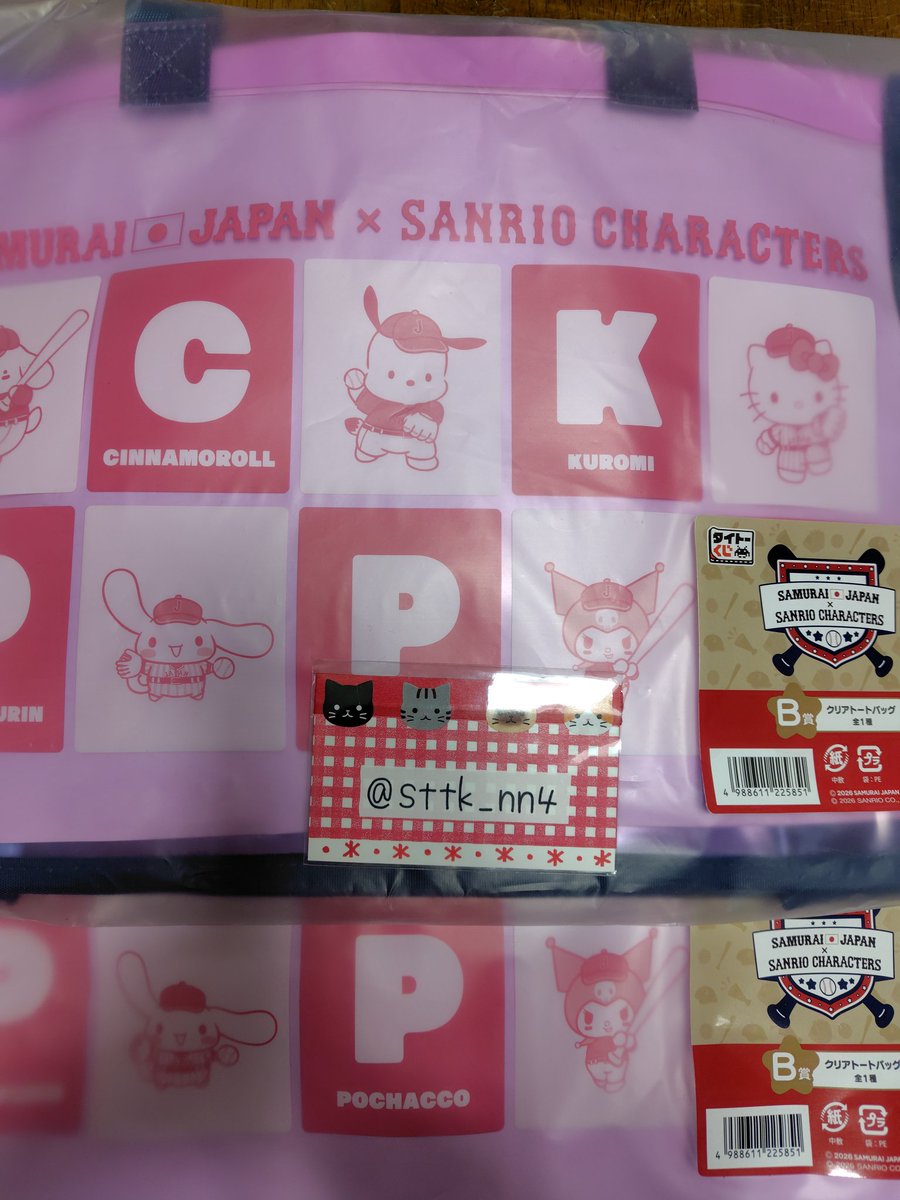 MURAI JAPAN × SANRIO CHARACTERS
C
CINNAMOROLL
J
K
KUROMI
P
URIN
J
JAPAN
P
タイトーくじ
SAMURAI JAPAN
×
SANRIO CHARACTERS
B賞
クリアトートバッグ
全1種
4 988611 225851
紙
中敷
プラ
袋:PE
© 2026 SAMURAI JAPAN
© 2026 SANRIO CO.,
@sttk_nn4
P
P
POCHACCO
SAMURAI JAPAN
×
SANRIO CHARACTERS
B賞
クリアトートバッグ
全1種
4 988611 225851
紙
中敷
プラ
袋:PE
© 2026 SAMURAI JAPA
© 2026 SANRIO CO